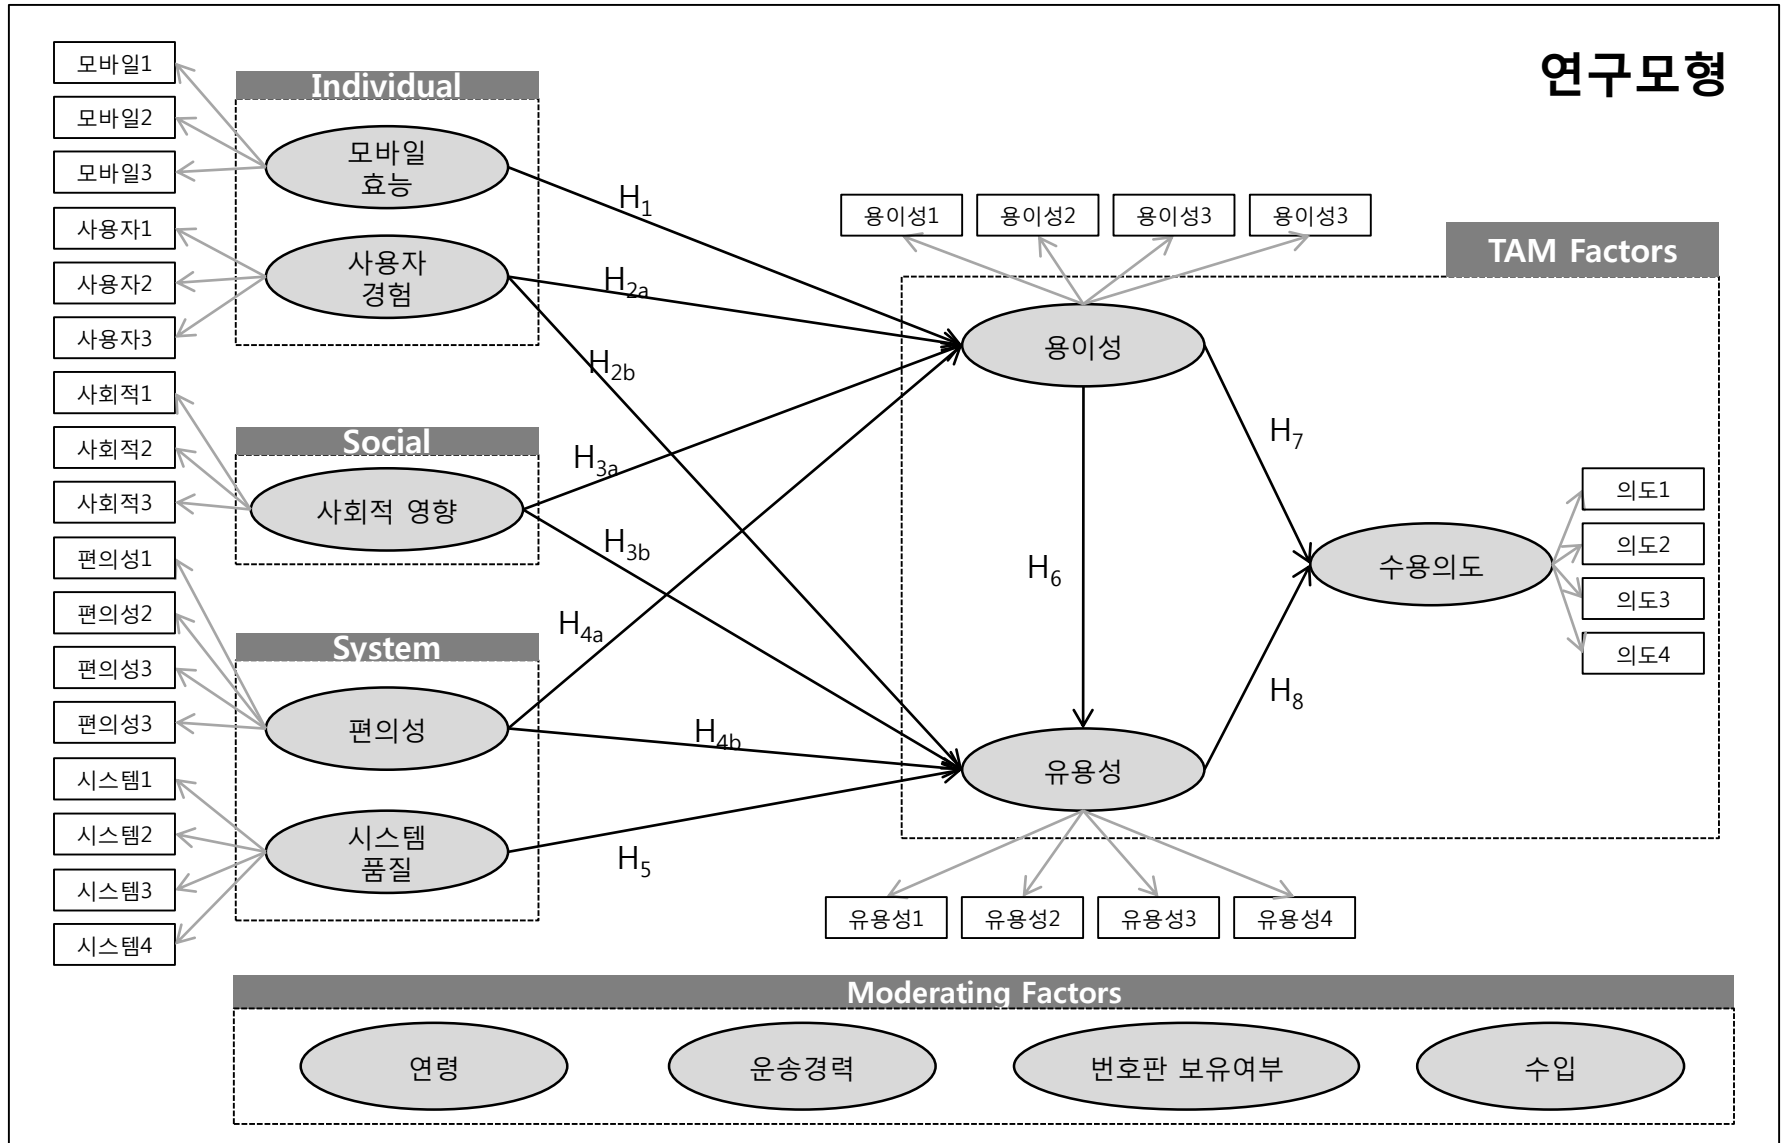 연구모형
모바일1
모바일2
모바일3
사용자1
사용자2
사용자3
사회적1
사회적2
사회적3
편의성1
편의성2
편의성3
편의성3
시스템1
시스템2
시스템3
시스템4
Individual
모바일
효능
사용자
경험
Social
사회적 영향
System
편의성
시스템
품질
H1
H2a
H2b
H3a
H3b
H4a
H4b
H5
용이성1
용이성2
용이성3
용이성3
TAM Factors
용이성
H6
H7
H8
유용성
수용의도
의도1
의도2
의도3
의도4
유용성1
유용성2
유용성3
유용성4
Moderating Factors
연령
운송경력
번호판 보유여부
수입